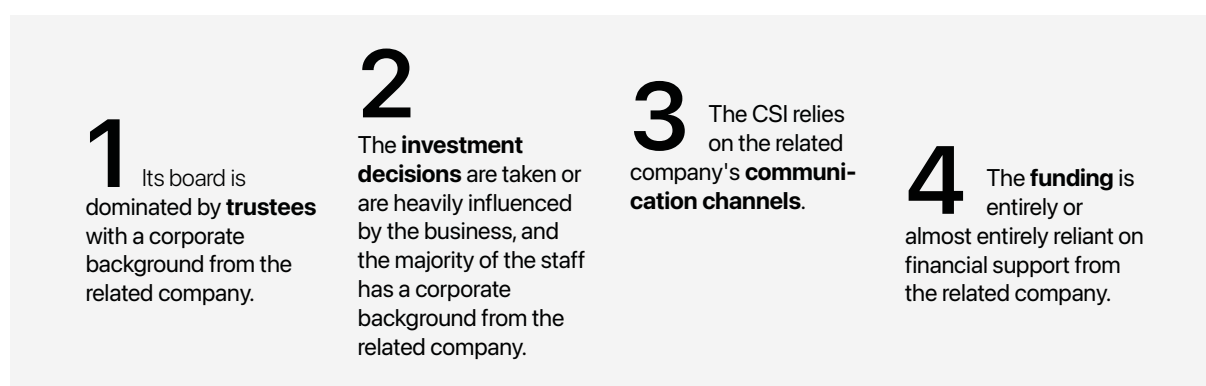 1
Its board is
dominated by trustees
with a corporate
background from the
related company.
2
The investment
decisions are taken or
are heavily influenced
by the business, and
the majority of the staff
has a corporate
background from the
related company.
3
The CSI relies
on the related
company's communi-
cation channels.
4
The funding is
entirely or
almost entirely reliant on
financial support from
the related company.